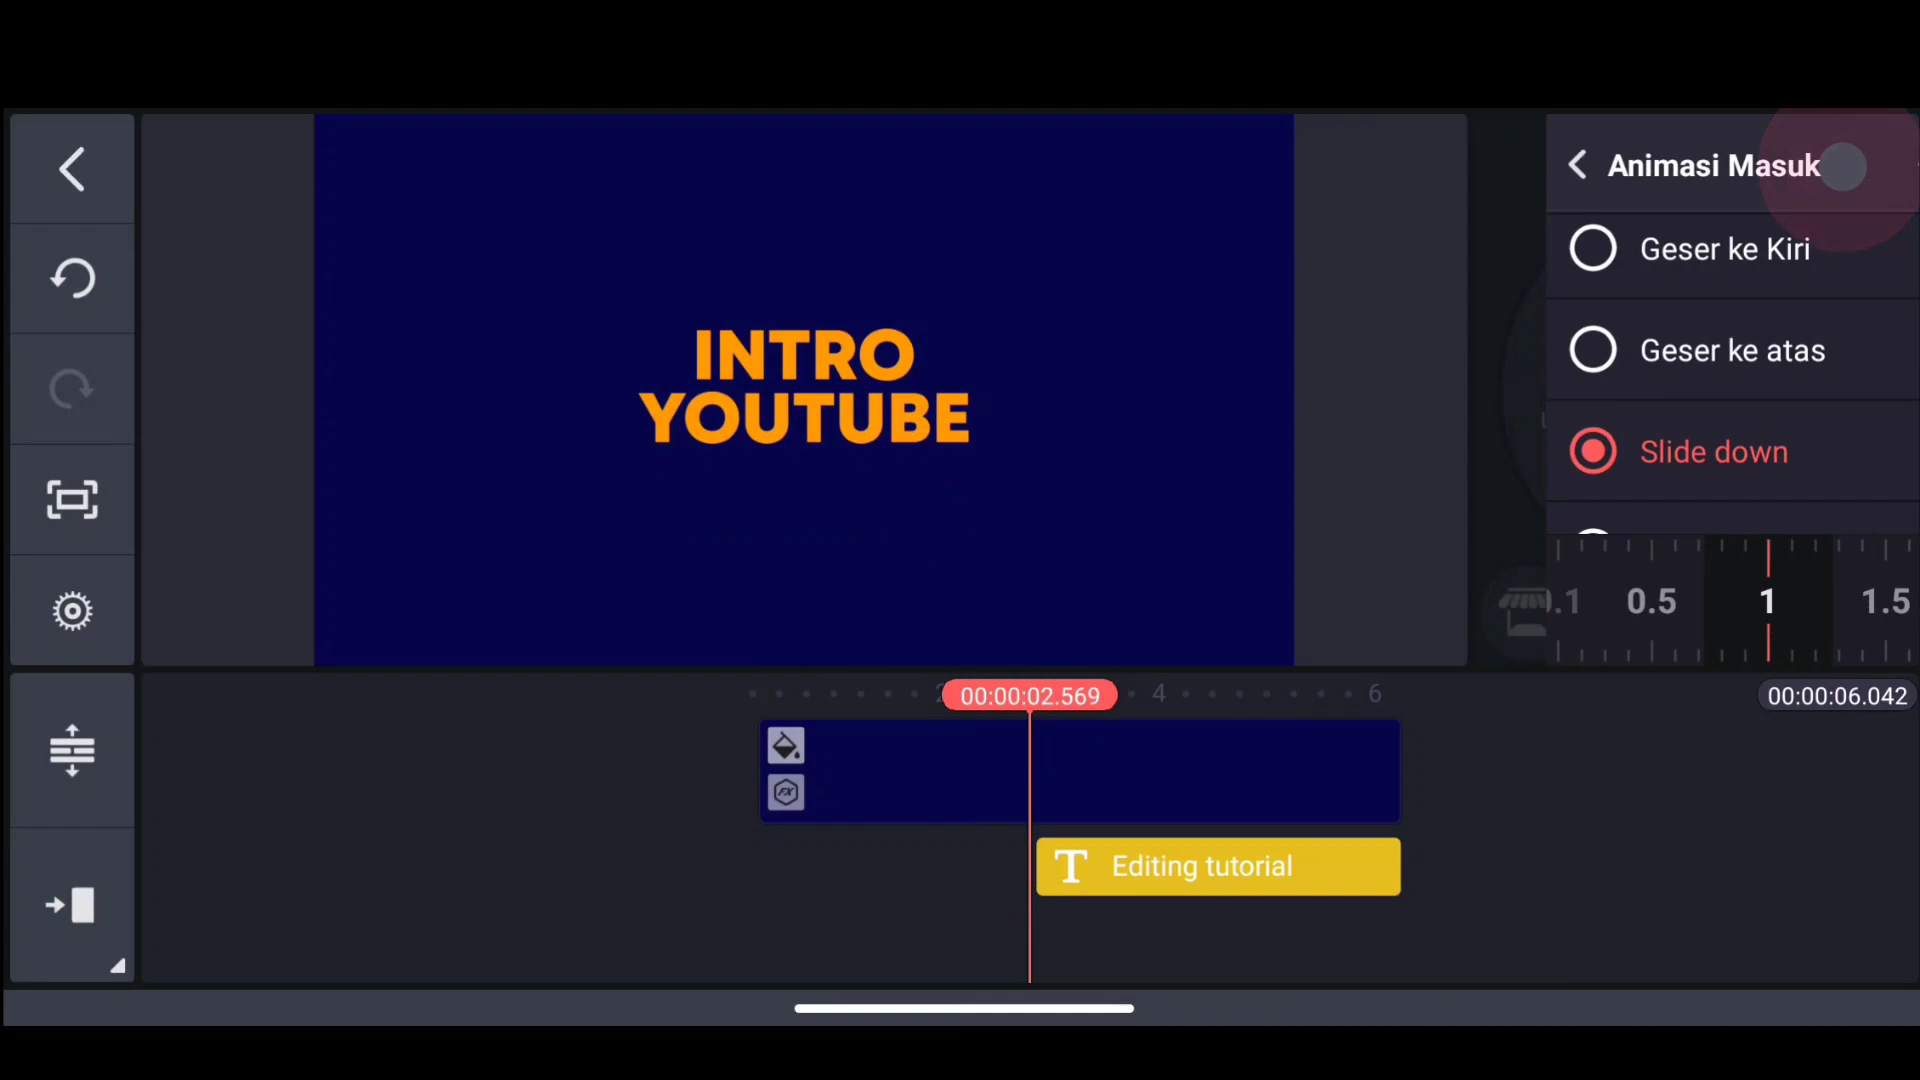 Animasi Masuk
Geser ke Kiri
Geser ke atas
Slide down
INTRO
YOUTUBE
0.5 1 1.5
00:00:02.569 4 6 00:00:06.042
FX
T Editing tutorial